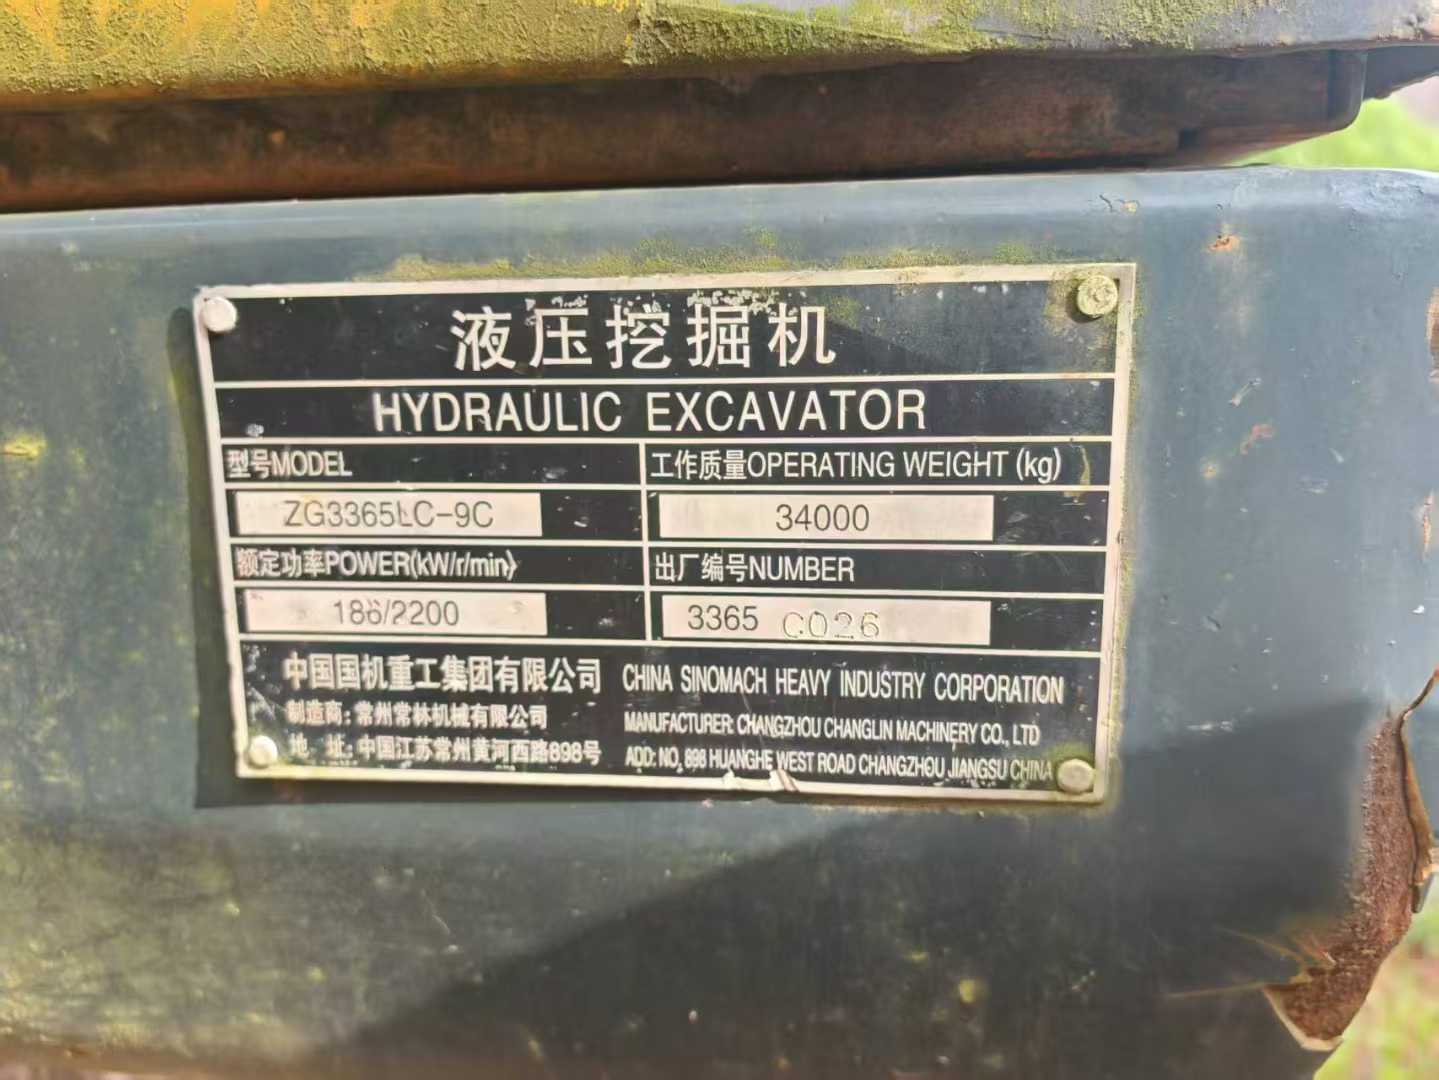 液压挖掘机
HYDRAULIC EXCAVATOR
型号MODEL
工作质量OPERATING WEIGHT (kg)
ZG3365LC-9C
34000
额定功率POWER(kW/r/min)
出厂编号NUMBER
186/2200
3365 C026
中国国机重工集团有限公司 CHINA SINOMACH HEAVY INDUSTRY CORPORATION
制造商: 常州常林机械有限公司 MANUFACTURER: CHANGZHOU CHANGLIN MACHINERY CO., LTD
地 址: 中国江苏常州黄河西路898号 ADD: NO. 898 HUANGHE WEST ROAD CHANGZHOU JIANGSU CHINA